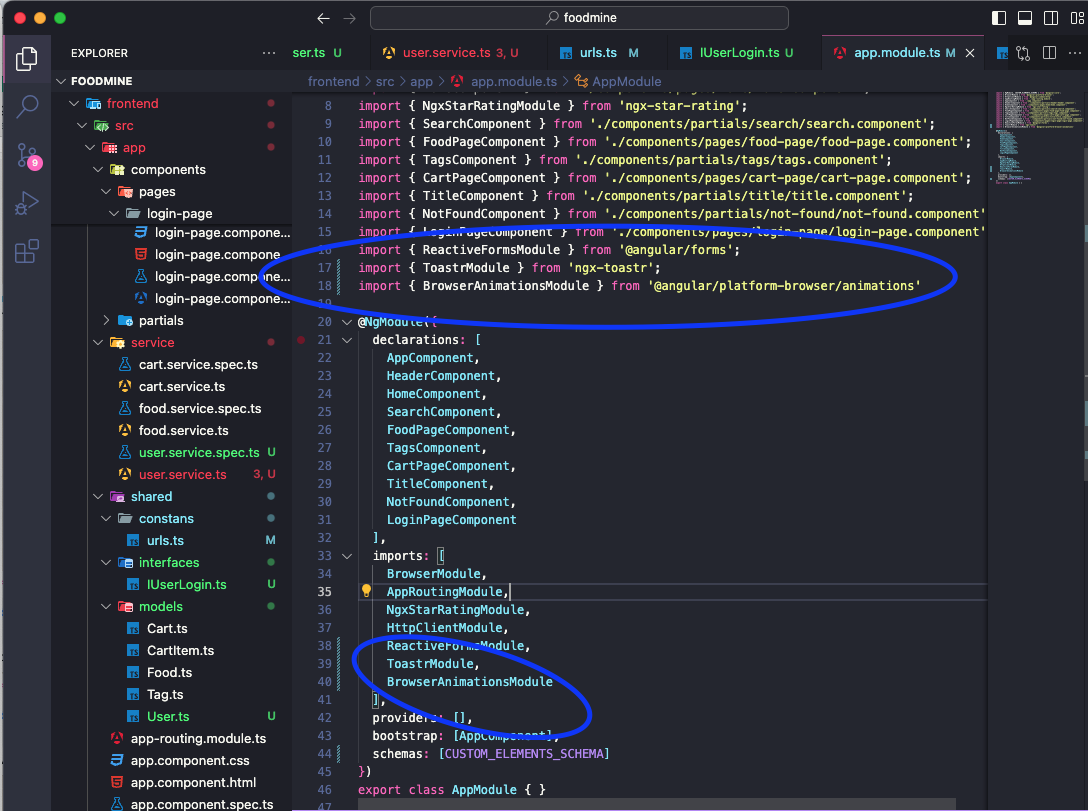 foodmine
EXPLORER
ser.ts U
user.service.ts 3, U
urls.ts M
IUserLogin.ts U
app.module.ts M
FOODMINE
frontend
src
app
components
pages
login-page
login-page.compone...
login-page.compone
login-page.compone...
login-page.compone...
partials
service
cart.service.spec.ts
cart.service.ts
food.service.spec.ts
food.service.ts
user.service.spec.ts U
user.service.ts 3, U
shared
constans
urls.ts M
interfaces
IUserLogin.ts U
models
Cart.ts
CartItem.ts
Food.ts
Tag.ts
User.ts U
app-routing.module.ts
app.component.css
app.component.html
app.component.spec.ts
9
frontend > src > app > app.module.ts > AppModule
8 import { NgxStarRatingModule } from 'ngx-star-rating';
9 import { SearchComponent } from './components/partials/search/search.component';
10 import { FoodPageComponent } from './components/pages/food-page/food-page.component';
11 import { TagsComponent } from './components/partials/tags/tags.component';
12 import { CartPageComponent } from './components/pages/cart-page/cart-page.component';
13 import { TitleComponent } from './components/partials/title/title.component';
14 import { NotFoundComponent } from './components/partials/not-found/not-found.component'
15 import { LoginPageComponent } from './components/pages/login-page/login-page.component'
16 import { ReactiveFormsModule } from '@angular/forms';
17 import { ToastrModule } from 'ngx-toastr';
18 import { BrowserAnimationsModule } from '@angular/platform-browser/animations'
19
20 @NgModule({
21 declarations: [
22 AppComponent,
23 HeaderComponent,
24 HomeComponent,
25 SearchComponent,
26 FoodPageComponent,
27 TagsComponent,
28 CartPageComponent,
29 TitleComponent,
30 NotFoundComponent,
31 LoginPageComponent
32 ],
33 imports: [
34 BrowserModule,
35 AppRoutingModule,
36 NgxStarRatingModule,
37 HttpClientModule,
38 ReactiveFormsModule,
39 ToastrModule,
40 BrowserAnimationsModule
41 ],
42 providers: [],
43 bootstrap: [AppComponent],
44 schemas: [CUSTOM_ELEMENTS_SCHEMA]
45 })
46 export class AppModule { }
47